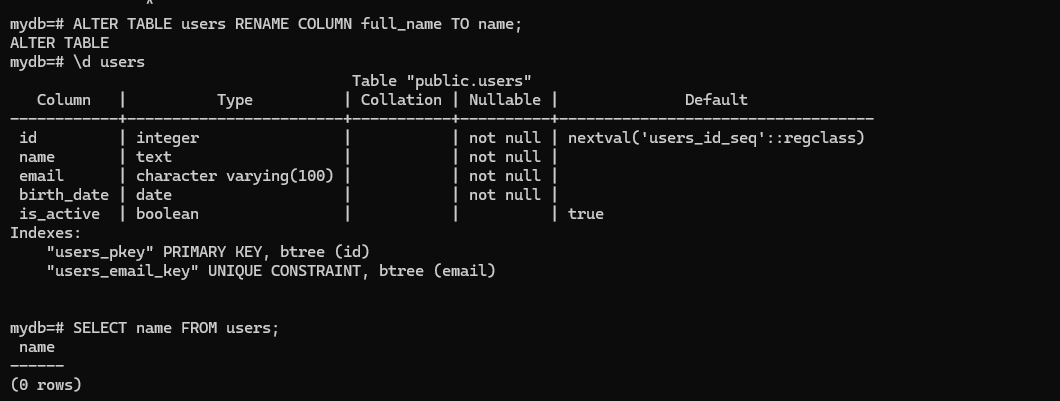 ^
mydb=# ALTER TABLE users RENAME COLUMN full_name TO name;
ALTER TABLE
mydb=# \d users
                                      Table "public.users"
   Column   |          Type          | Collation | Nullable |              Default
------------+------------------------+-----------+----------+-----------------------------------
 id         | integer                |           | not null | nextval('users_id_seq'::regclass)
 name       | text                   |           | not null |
 email      | character varying(100) |           | not null |
 birth_date | date                   |           | not null |
 is_active  | boolean                |           |          | true
Indexes:
    "users_pkey" PRIMARY KEY, btree (id)
    "users_email_key" UNIQUE CONSTRAINT, btree (email)
mydb=# SELECT name FROM users;
 name
------
(0 rows)